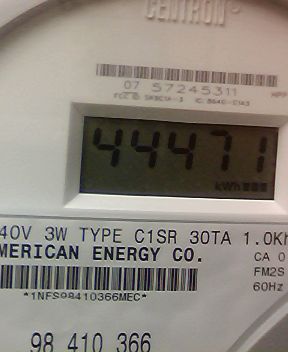 CENTRON®
07 57245311
44471
kWh
40V 3W TYPE C1SR 30TA 1.0Kh
MERICAN ENERGY CO.
CA 0
FM2S
60Hz
*1NFS98410366MEC*
98 410 366